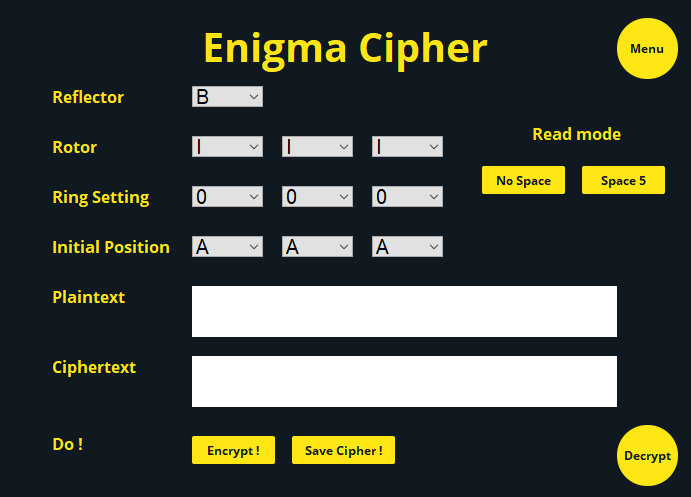 Enigma Cipher
Menu
Reflector B
Read mode
Rotor I I I
No Space Space 5
Ring Setting 0 0 0
Initial Position A A A
Plaintext
Ciphertext
Do !
Encrypt ! Save Cipher !
Decrypt